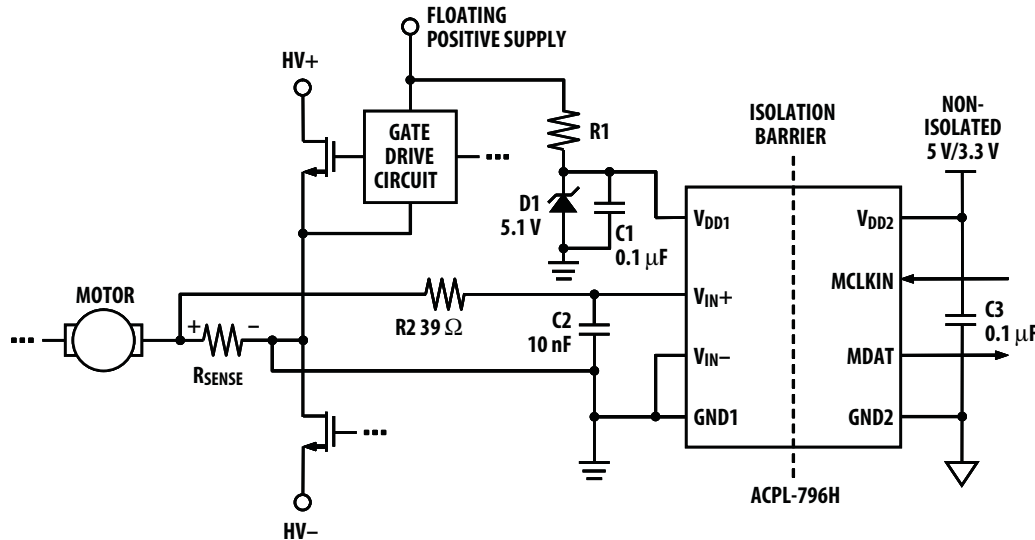 FLOATING
POSITIVE SUPPLY
HV+
GATE
DRIVE
CIRCUIT
R1
ISOLATION
BARRIER
NON-
ISOLATED
5 V/3.3 V
D1
5.1 V
C1
0.1 μF
VDD1
VDD2
MOTOR
MCLKIN
+
−
R2 39 Ω
VIN+
C2
10 nF
C3
0.1 μF
RSENSE
VIN−
MDAT
GND1
GND2
HV−
ACPL-796H